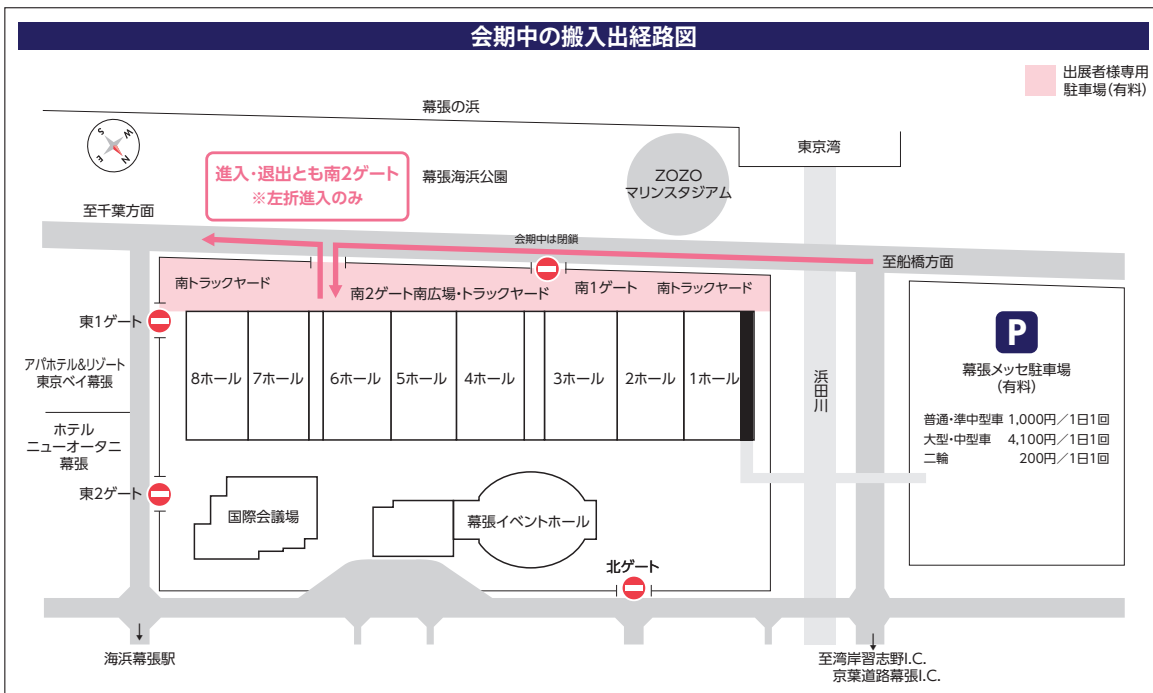 会期中の搬入出経路図
出展者様専用
駐車場(有料)
幕張の浜
S
W
E
N
進入・退出とも南2ゲート
※左折進入のみ
幕張海浜公園
ZOZO
マリンスタジアム
東京湾
至千葉方面
会期中は閉鎖
至船橋方面
南トラックヤード
南2ゲート南広場・トラックヤード
南1ゲート
南トラックヤード
東1ゲート
アパホテル&リゾート
東京ベイ幕張
8ホール
7ホール
6ホール
5ホール
4ホール
3ホール
2ホール
1ホール
浜田川
P
幕張メッセ駐車場
(有料)
普通・準中型車 1,000円/1日1回
大型・中型車 4,100円/1日1回
二輪 200円/1日1回
ホテル
ニューオータニ
幕張
東2ゲート
国際会議場
幕張イベントホール
北ゲート
海浜幕張駅
至湾岸習志野I.C.
京葉道路幕張I.C.